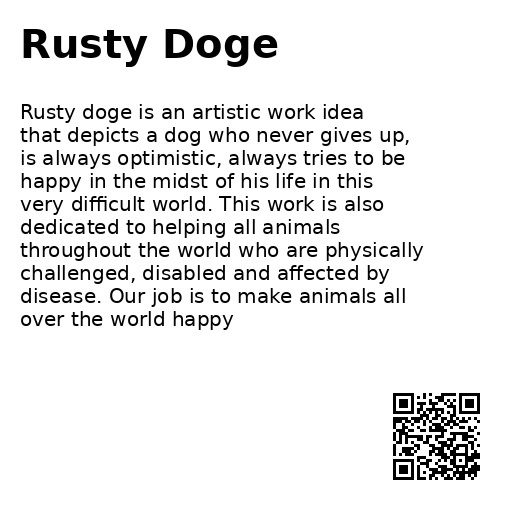 Rusty Doge
Rusty doge is an artistic work idea
that depicts a dog who never gives up,
is always optimistic, always tries to be
happy in the midst of his life in this
very difficult world. This work is also
dedicated to helping all animals
throughout the world who are physically
challenged, disabled and affected by
disease. Our job is to make animals all
over the world happy